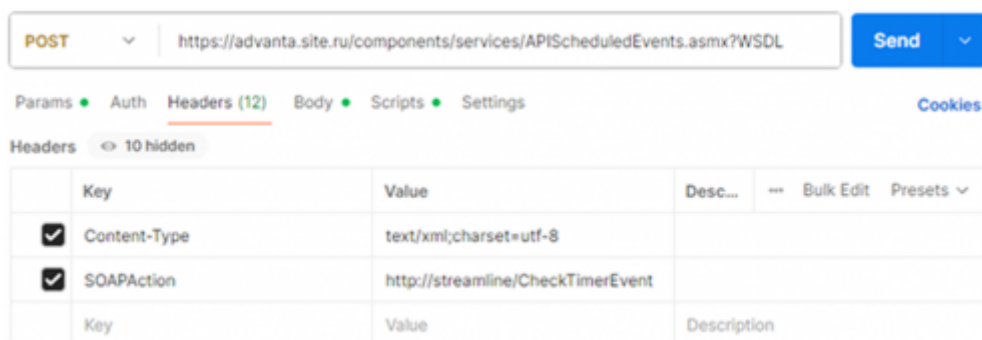 POST https://advanta.site.ru/components/services/APIScheduledEvents.asmx?WSDL Send
Params Auth Headers (12) Body Scripts Settings Cookies
Headers 10 hidden
Key Value Desc... ... Bulk Edit Presets
Content-Type text/xml;charset=utf-8
SOAPAction http://streamline/CheckTimerEvent
Key Value Description